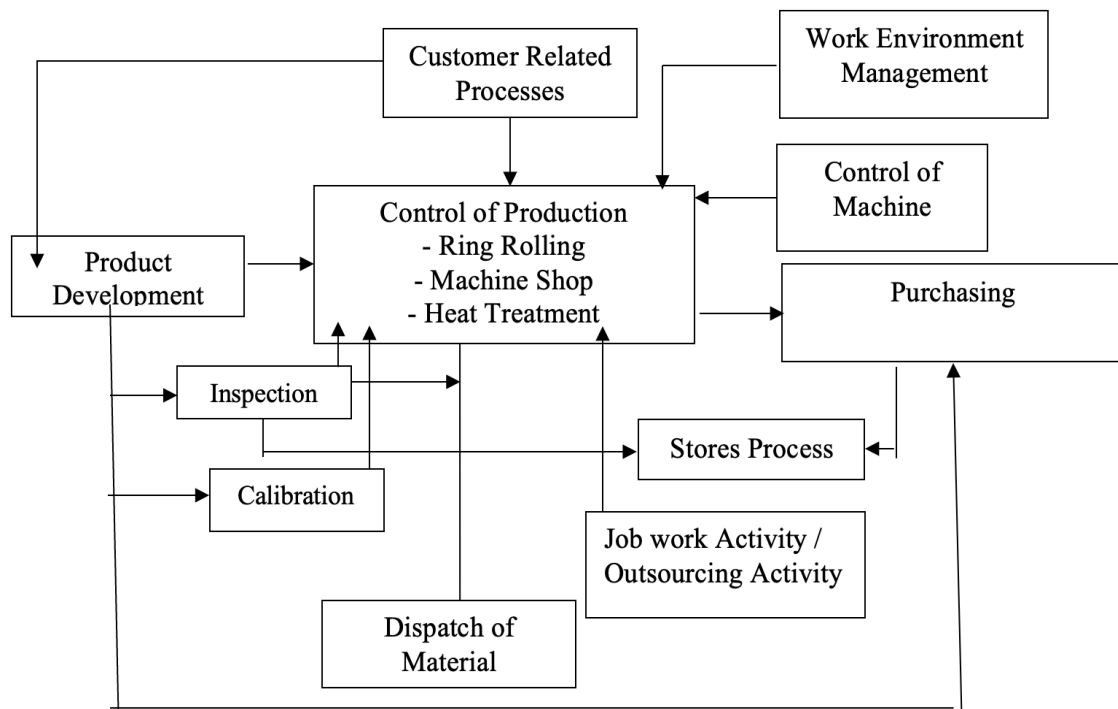 Customer Related
Processes
Work Environment
Management
Control of
Machine
Control of Production
- Ring Rolling
- Machine Shop
- Heat Treatment
Product
Development
Purchasing
Inspection
Stores Process
Calibration
Job work Activity /
Outsourcing Activity
Dispatch of
Material